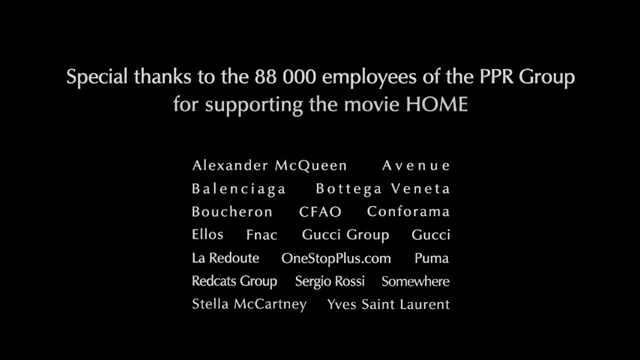 Special thanks to the 88 000 employees of the PPR Group
for supporting the movie HOME
Alexander McQueen Avenue
Balenciaga Bottega Veneta
Boucheron CFAO Conforama
Ellos Fnac Gucci Group Gucci
La Redoute OneStopPlus.com Puma
Redcats Group Sergio Rossi Somewhere
Stella McCartney Yves Saint Laurent